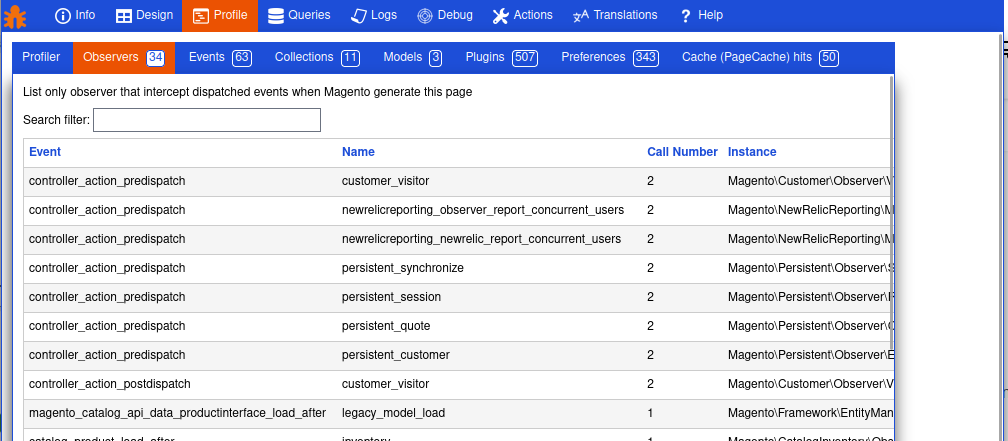 Info Design Profile Queries Logs Debug Actions Translations Help
Profiler Observers 34 Events 63 Collections 11 Models 3 Plugins 507 Preferences 343 Cache (PageCache) hits 50
List only observer that intercept dispatched events when Magento generate this page
Search filter:
Event Name Call Number Instance
controller_action_predispatch customer_visitor 2 Magento\Customer\Observer\V
controller_action_predispatch newrelicreporting_observer_report_concurrent_users 2 Magento\NewRelicReporting\M
controller_action_predispatch newrelicreporting_newrelic_report_concurrent_users 2 Magento\NewRelicReporting\M
controller_action_predispatch persistent_synchronize 2 Magento\Persistent\Observer\S
controller_action_predispatch persistent_session 2 Magento\Persistent\Observer\R
controller_action_predispatch persistent_quote 2 Magento\Persistent\Observer\
controller_action_predispatch persistent_customer 2 Magento\Persistent\Observer\E
controller_action_postdispatch customer_visitor 2 Magento\Customer\Observer\V
magento_catalog_api_data_productinterface_load_after legacy_model_load 1 Magento\Framework\EntityMan
catalog_product_load_after inventory 1 Magento\CatalogInventory\Obs